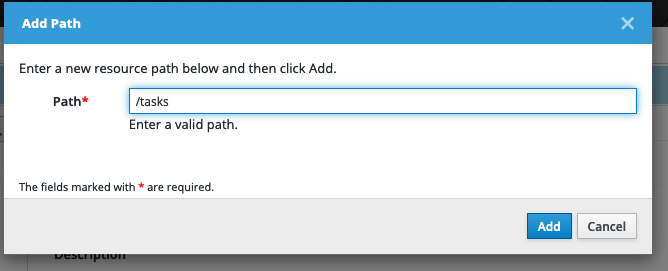 Add Path
Enter a new resource path below and then click Add.
Path*
/tasks
Enter a valid path.
The fields marked with * are required.
Add
Cancel
Description